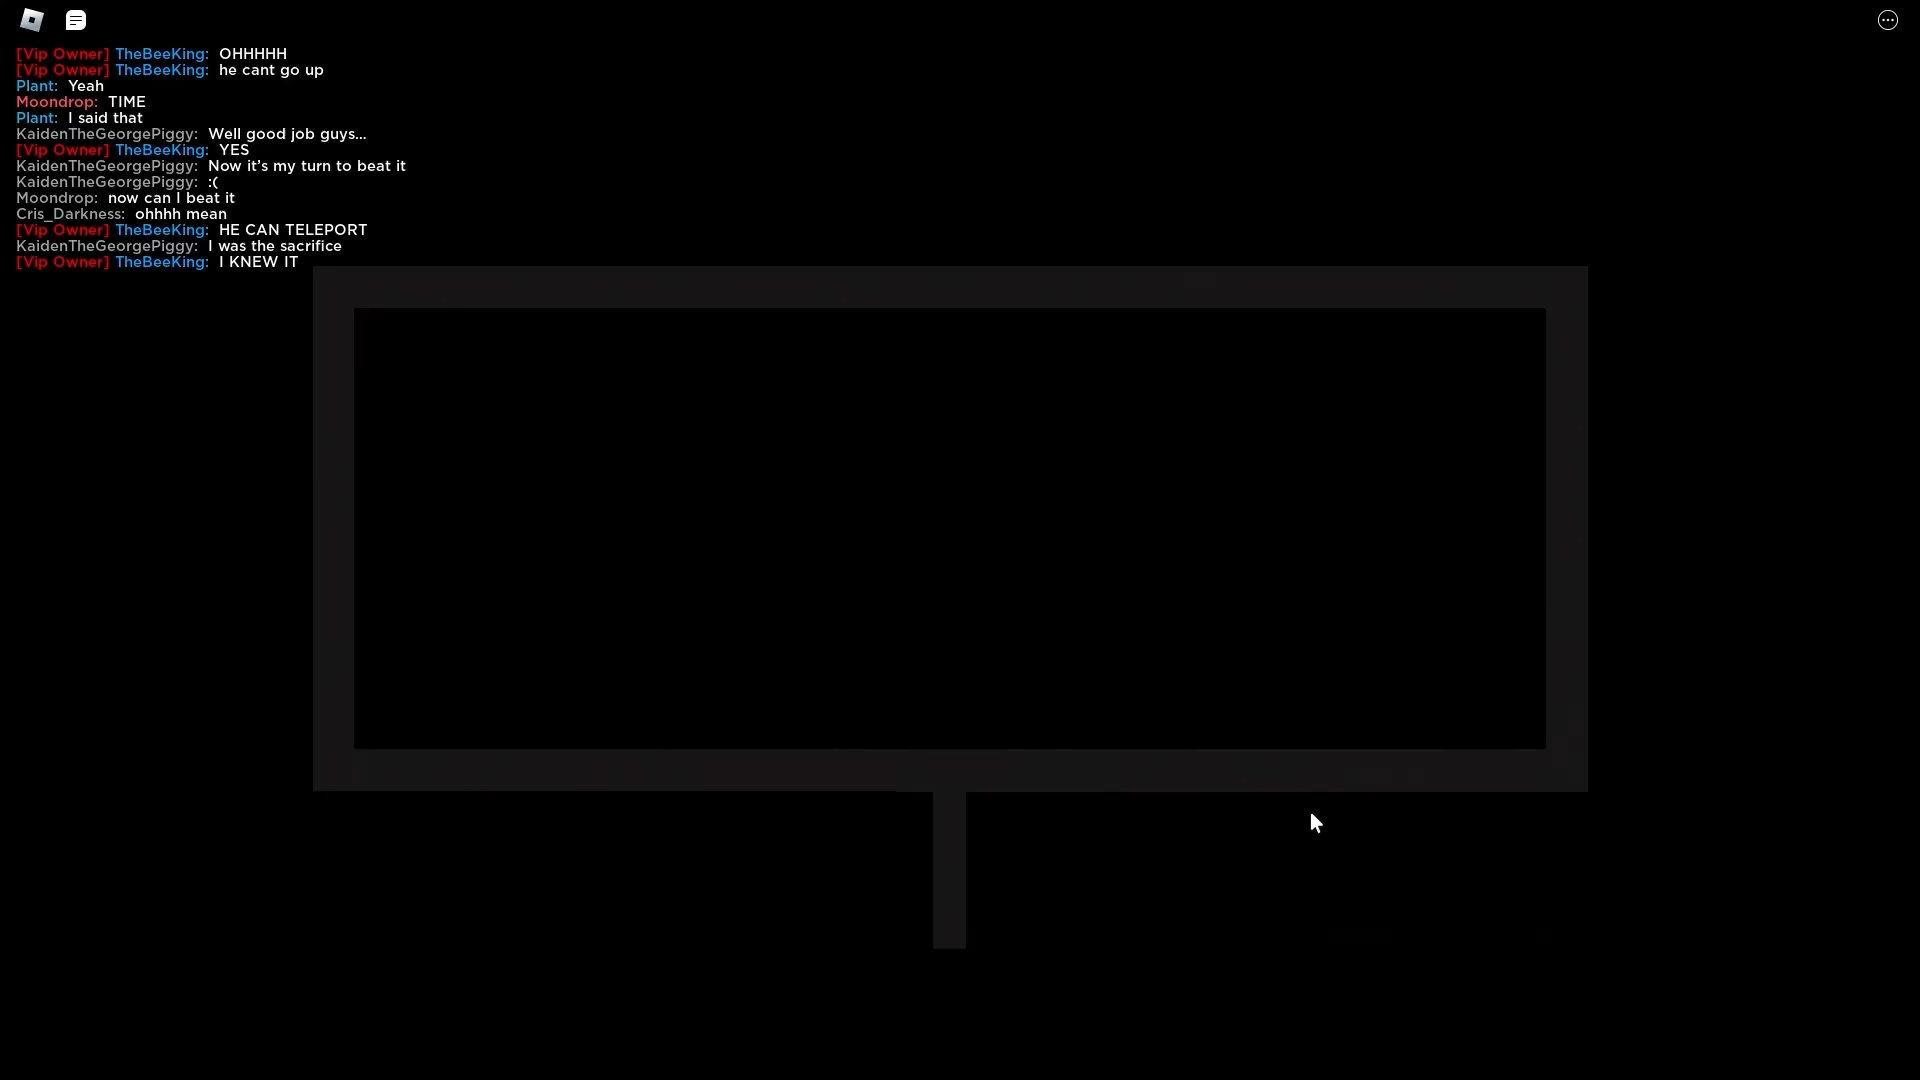 [Vip Owner] TheBeeKing: OHHHHH
[Vip Owner] TheBeeKing: he cant go up
Plant: Yeah
Moondrop: TIME
Plant: I said that
KaidenTheGeorgePiggy: Well good job guys...
[Vip Owner] TheBeeKing: YES
KaidenTheGeorgePiggy: Now it’s my turn to beat it
KaidenTheGeorgePiggy: :(
Moondrop: now can I beat it
Cris_Darkness: ohhhh mean
[Vip Owner] TheBeeKing: HE CAN TELEPORT
KaidenTheGeorgePiggy: I was the sacrifice
[Vip Owner] TheBeeKing: I KNEW IT